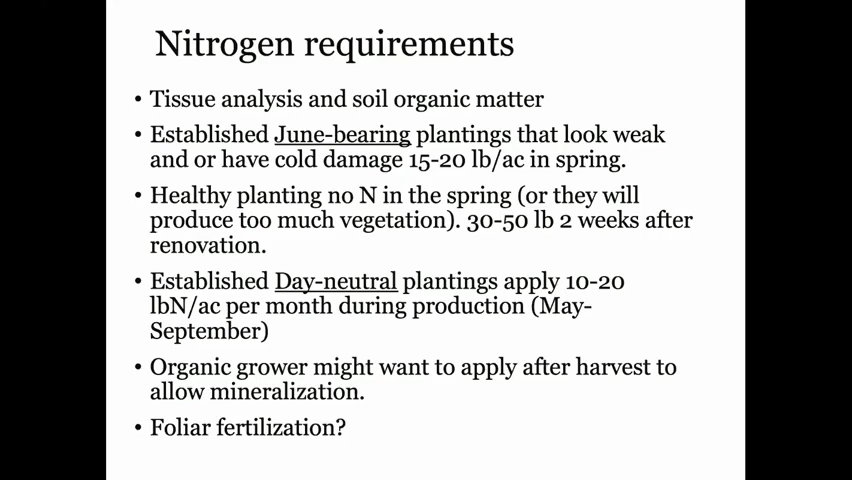 Nitrogen requirements
• Tissue analysis and soil organic matter
• Established June-bearing plantings that look weak
and or have cold damage 15-20 lb/ac in spring.
• Healthy planting no N in the spring (or they will
produce too much vegetation). 30-50 lb 2 weeks after
renovation.
• Established Day-neutral plantings apply 10-20
lbN/ac per month during production (May-
September)
• Organic grower might want to apply after harvest to
allow mineralization.
• Foliar fertilization?